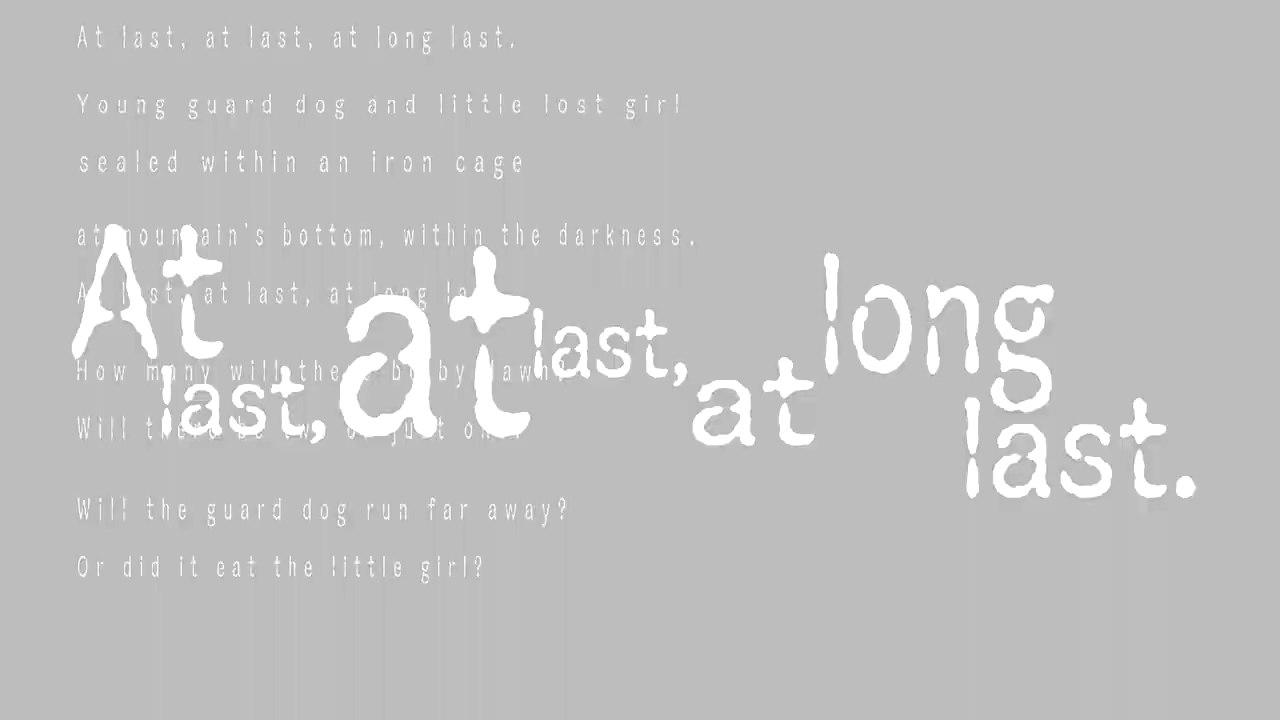 At last, at last, at long last.
Young guard dog and little lost girl
sealed within an iron cage
at mountain's bottom, within the darkness.
At last, at last, at long last.
How many will there be by dawn?
Will there be two or just one?
Will the guard dog run far away?
Or did it eat the little girl?
At last, at last, at long last.